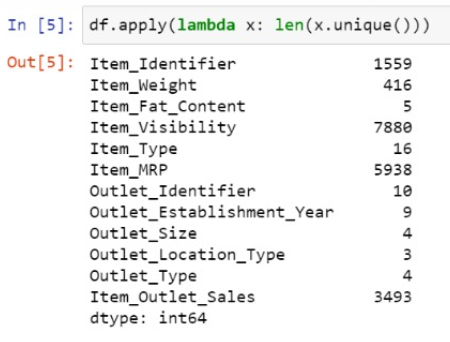 In [5]: df.apply(lambda x: len(x.unique()))
Out[5]: Item_Identifier 1559
Item_Weight 416
Item_Fat_Content 5
Item_Visibility 7880
Item_Type 16
Item_MRP 5938
Outlet_Identifier 10
Outlet_Establishment_Year 9
Outlet_Size 4
Outlet_Location_Type 3
Outlet_Type 4
Item_Outlet_Sales 3493
dtype: int64